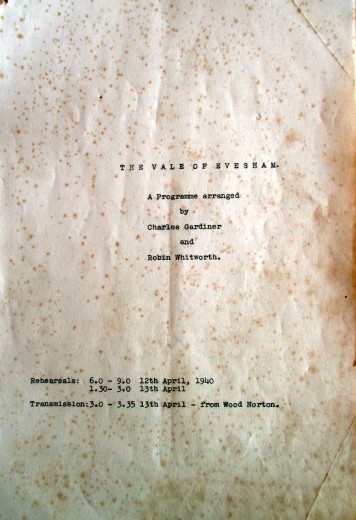 THE VALE OF EVESHAM.
A Programme arranged
by
Charles Gardiner
and
Robin Whitworth.
Rehearsals: 6.0 - 9.0 12th April, 1940
1.30- 3.0 13th April
Transmission:3.0 - 3.35 13th April - from Wood Norton.